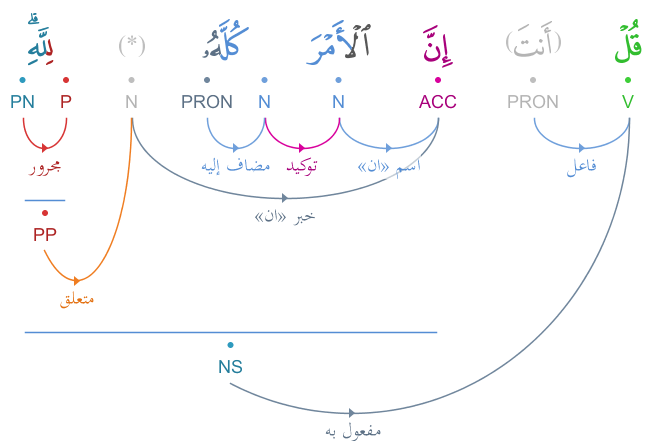 قُلْ (أَنتَ) إِنَّ ٱلْأَمْرَ كُلَّهُۥ (*) لِلَّهِ ۗ
V PRON ACC N N PRON N P PN
فاعل اسم «ان» توكيد مضاف إليه مجرور
خبر «ان»
PP
متعلق
NS
مفعول به